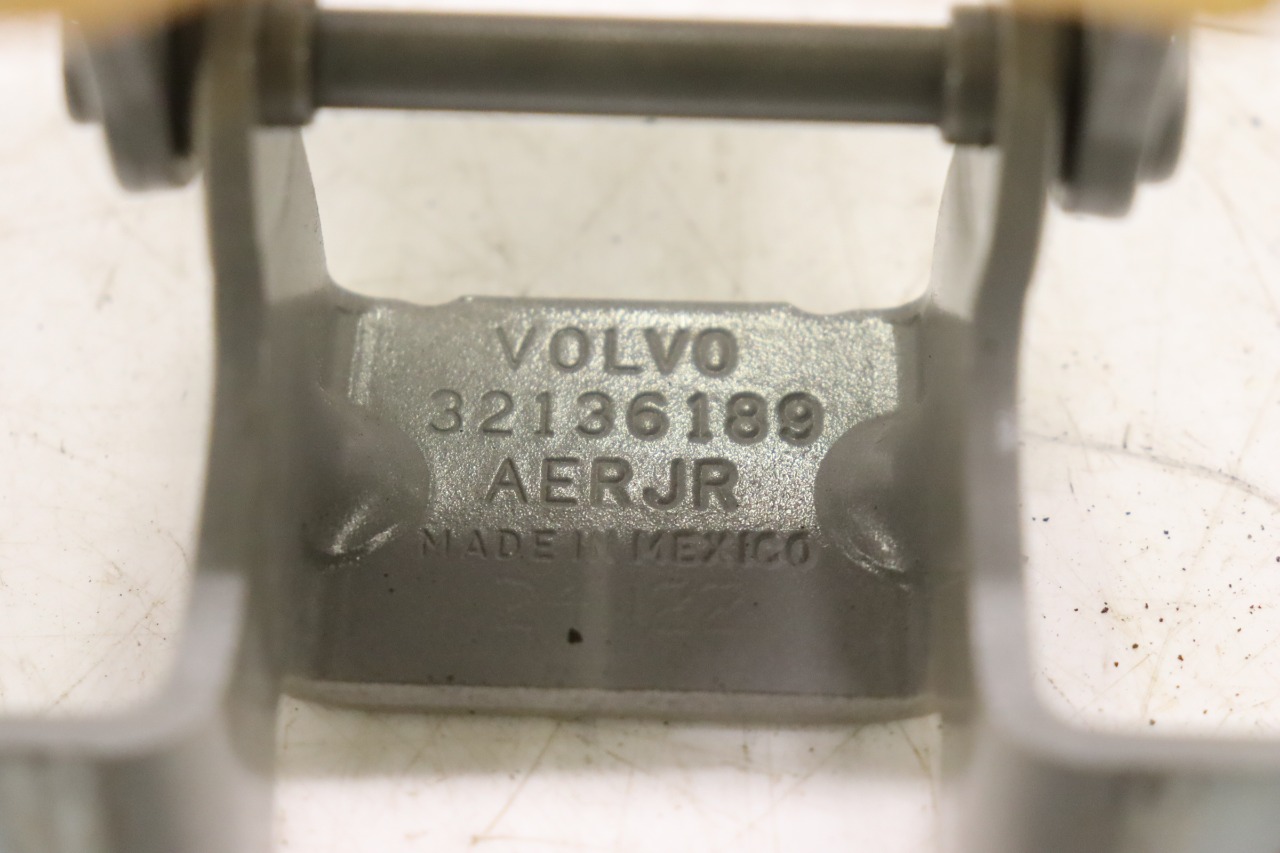 VOLVO
32136189
AERJR
MADE IN MEXICO